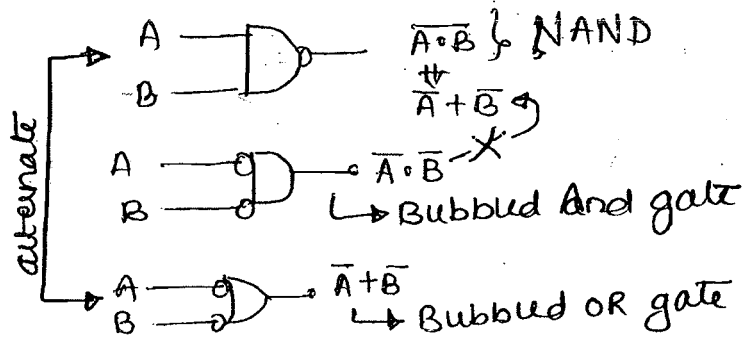 A
B
A̅·̅B̅ } NAND
⇓
A̅ + B̅
alternate
A
B
A̅ · B̅ X
↳ Bubbled And gate
A
B
A̅ + B̅
↳ Bubbled OR gate